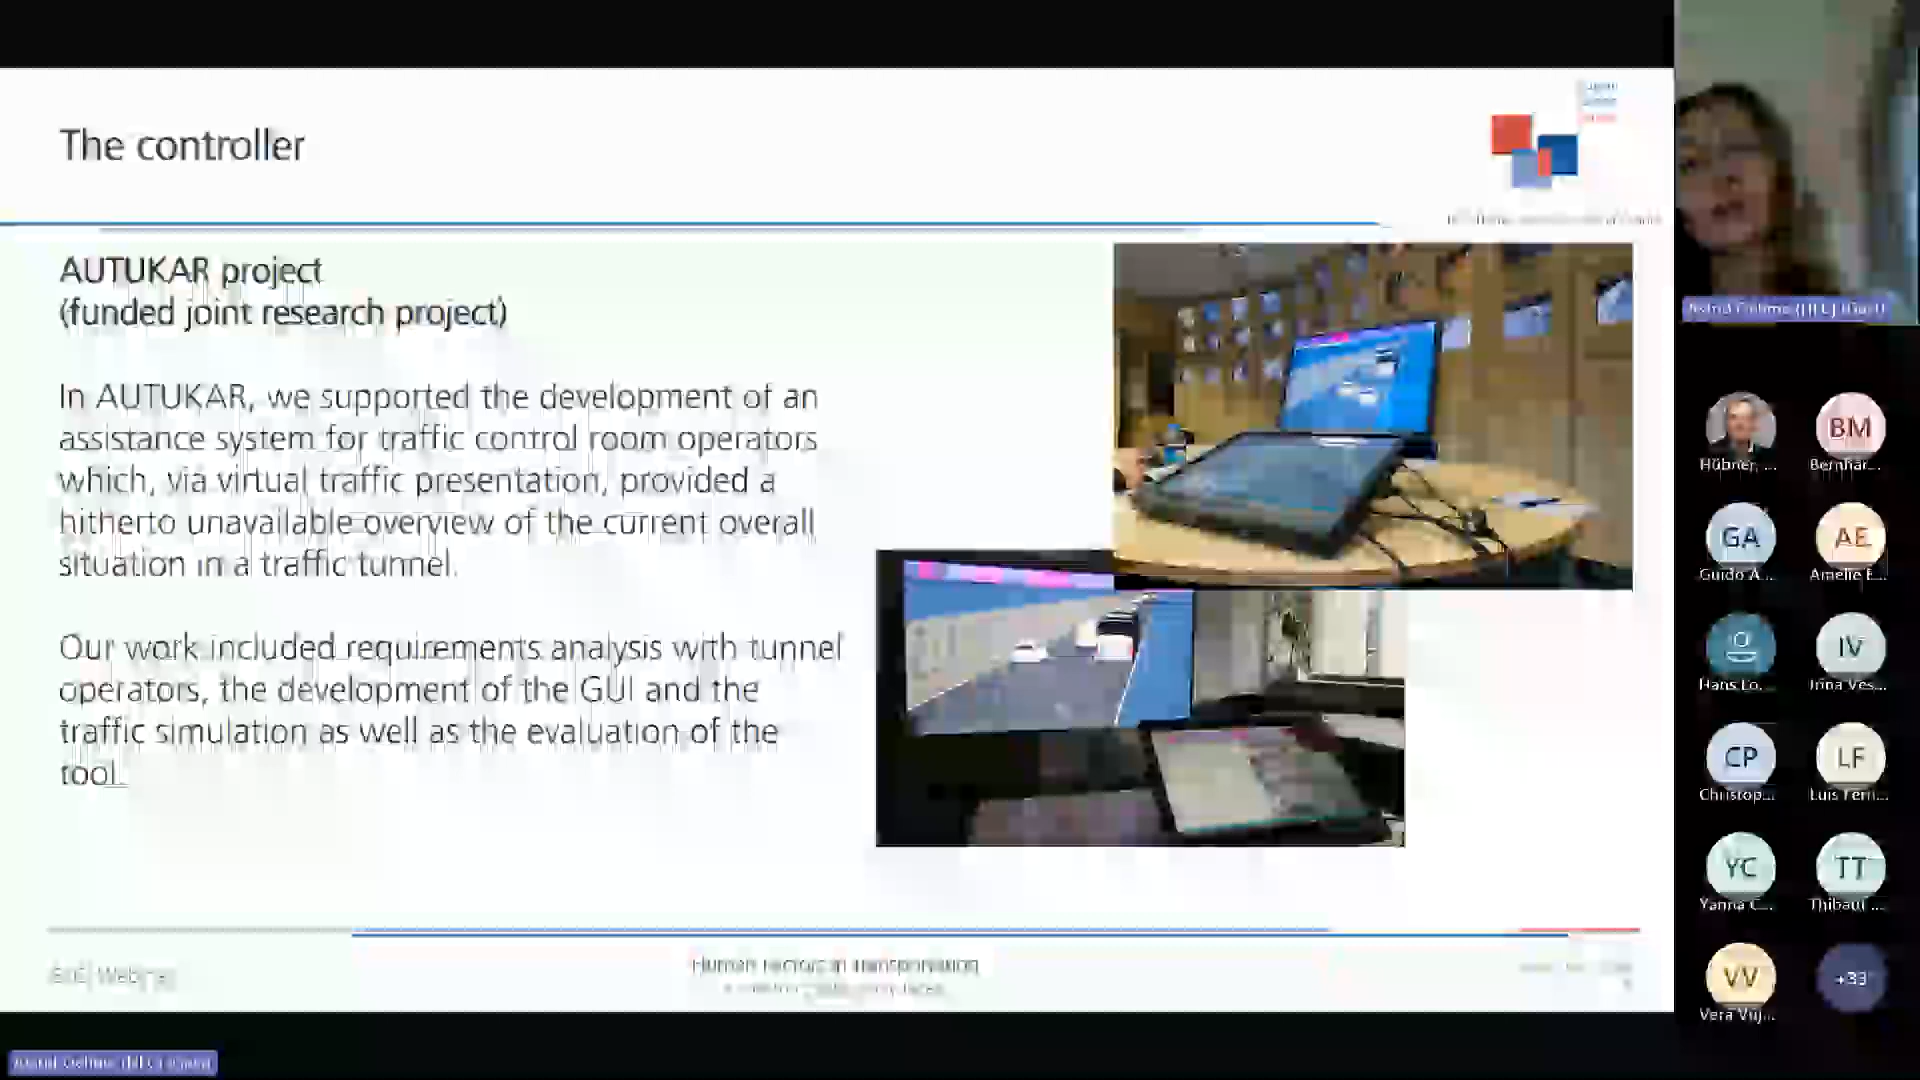 The controller
AUTUKAR project
(funded joint research project)
In AUTUKAR, we supported the development of an
assistance system for traffic control room operators
which, via virtual traffic presentation, provided a
hitherto unavailable overview of the current overall
situation in a traffic tunnel.
Our work included requirements analysis with tunnel
operators, the development of the GUI and the
traffic simulation as well as the evaluation of the
tool.
Webinar
Human Factors in Transportation
Hübner, ...
BM
Bernhar...
GA
Guido A...
AE
Amelie E...
Hans Lo...
IV
Irina Ves...
CP
Christop...
LF
Luis Fern...
YC
Yanna C...
TT
Thibaut ...
VV
Vera Vuj...
+33